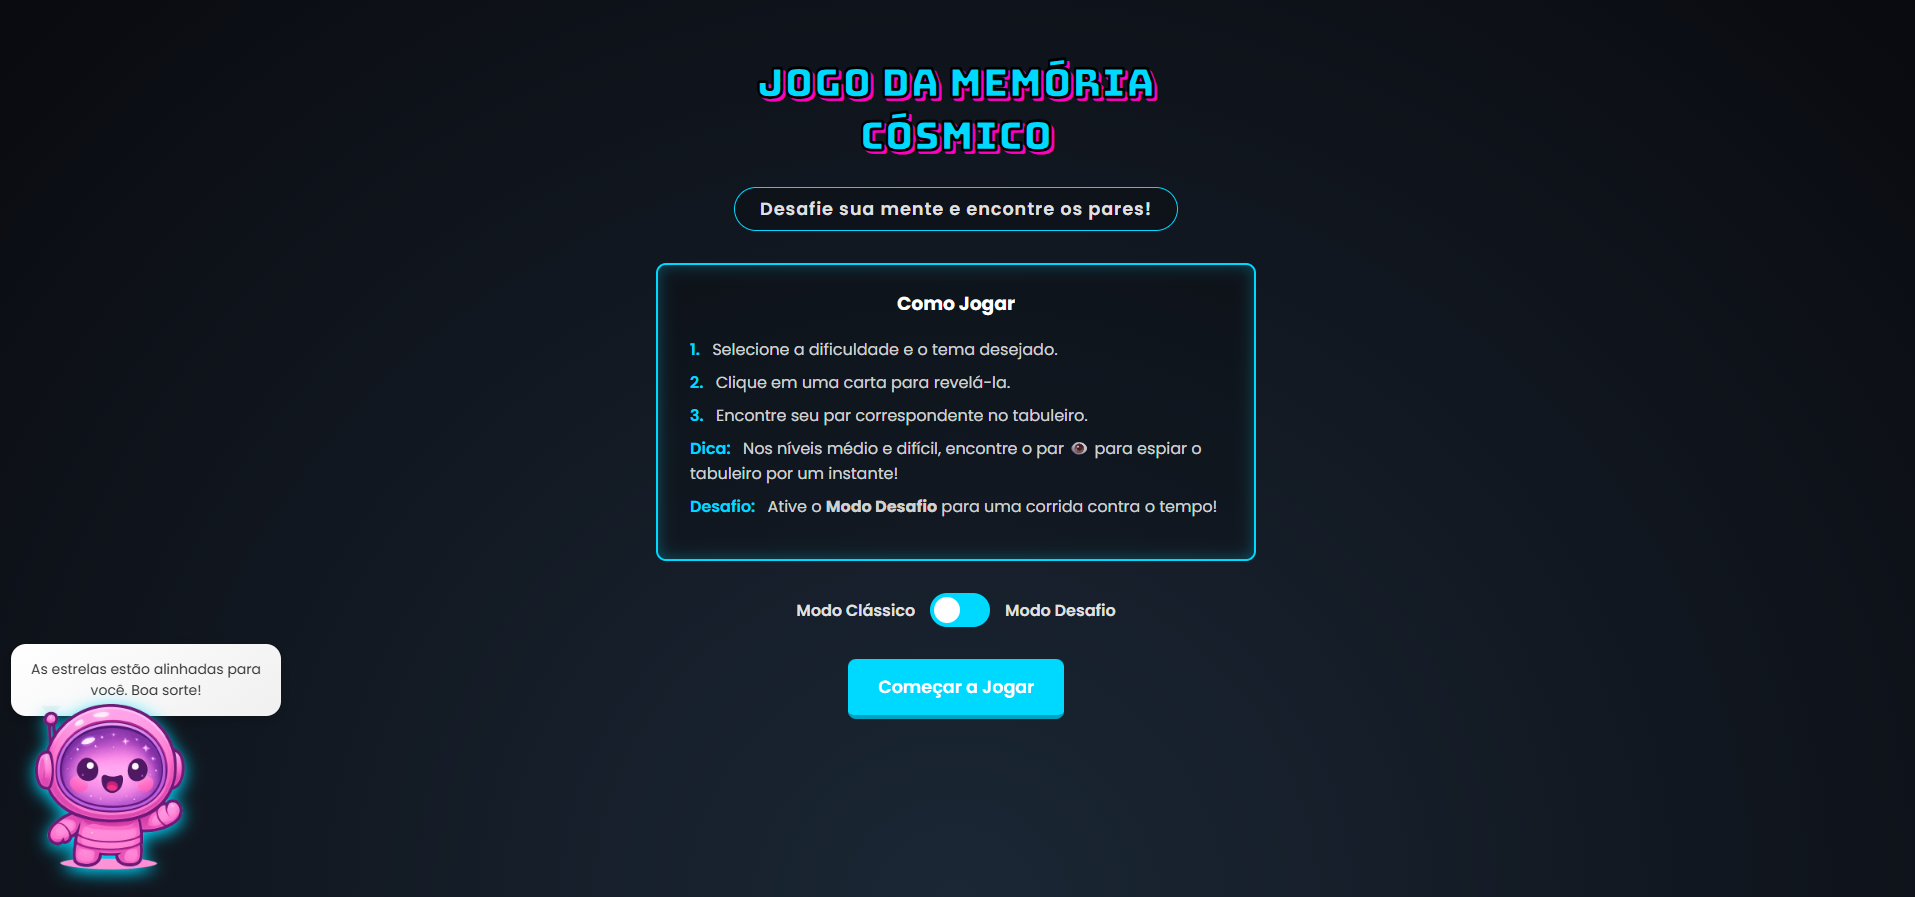 JOGO DA MEMÓRIA
CÓSMICO
Desafie sua mente e encontre os pares!
Como Jogar
1. Selecione a dificuldade e o tema desejado.
2. Clique em uma carta para revelá-la.
3. Encontre seu par correspondente no tabuleiro.
Dica: Nos níveis médio e difícil, encontre o par 👁 para espiar o
tabuleiro por um instante!
Desafio: Ative o Modo Desafio para uma corrida contra o tempo!
Modo Clássico Modo Desafio
Começar a Jogar
As estrelas estão alinhadas para
você. Boa sorte!